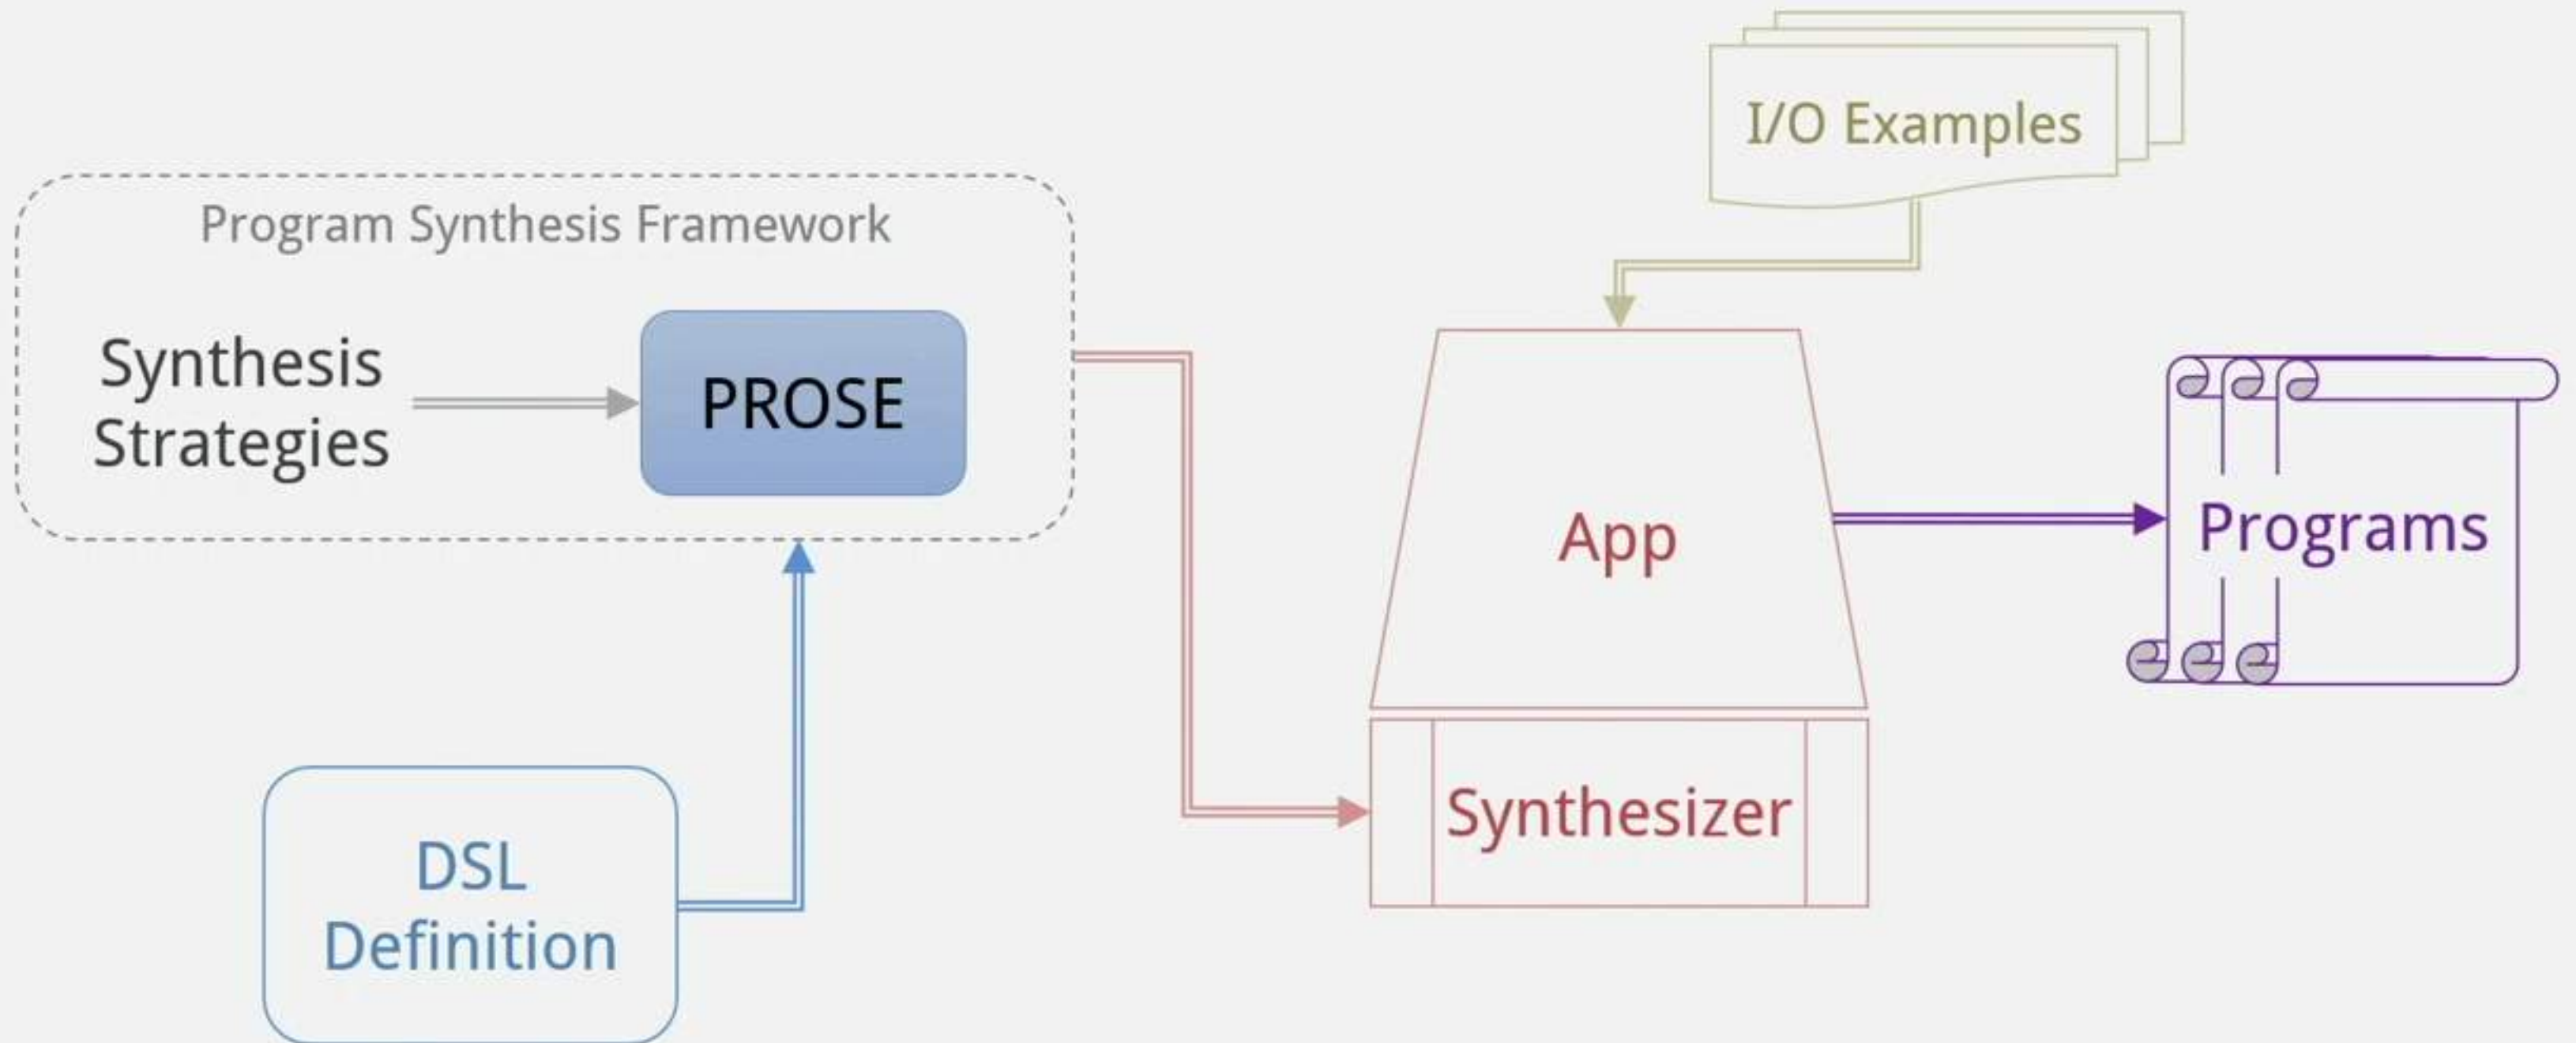 I/O Examples
Program Synthesis Framework
Synthesis
Strategies
PROSE
App
Programs
Synthesizer
DSL
Definition